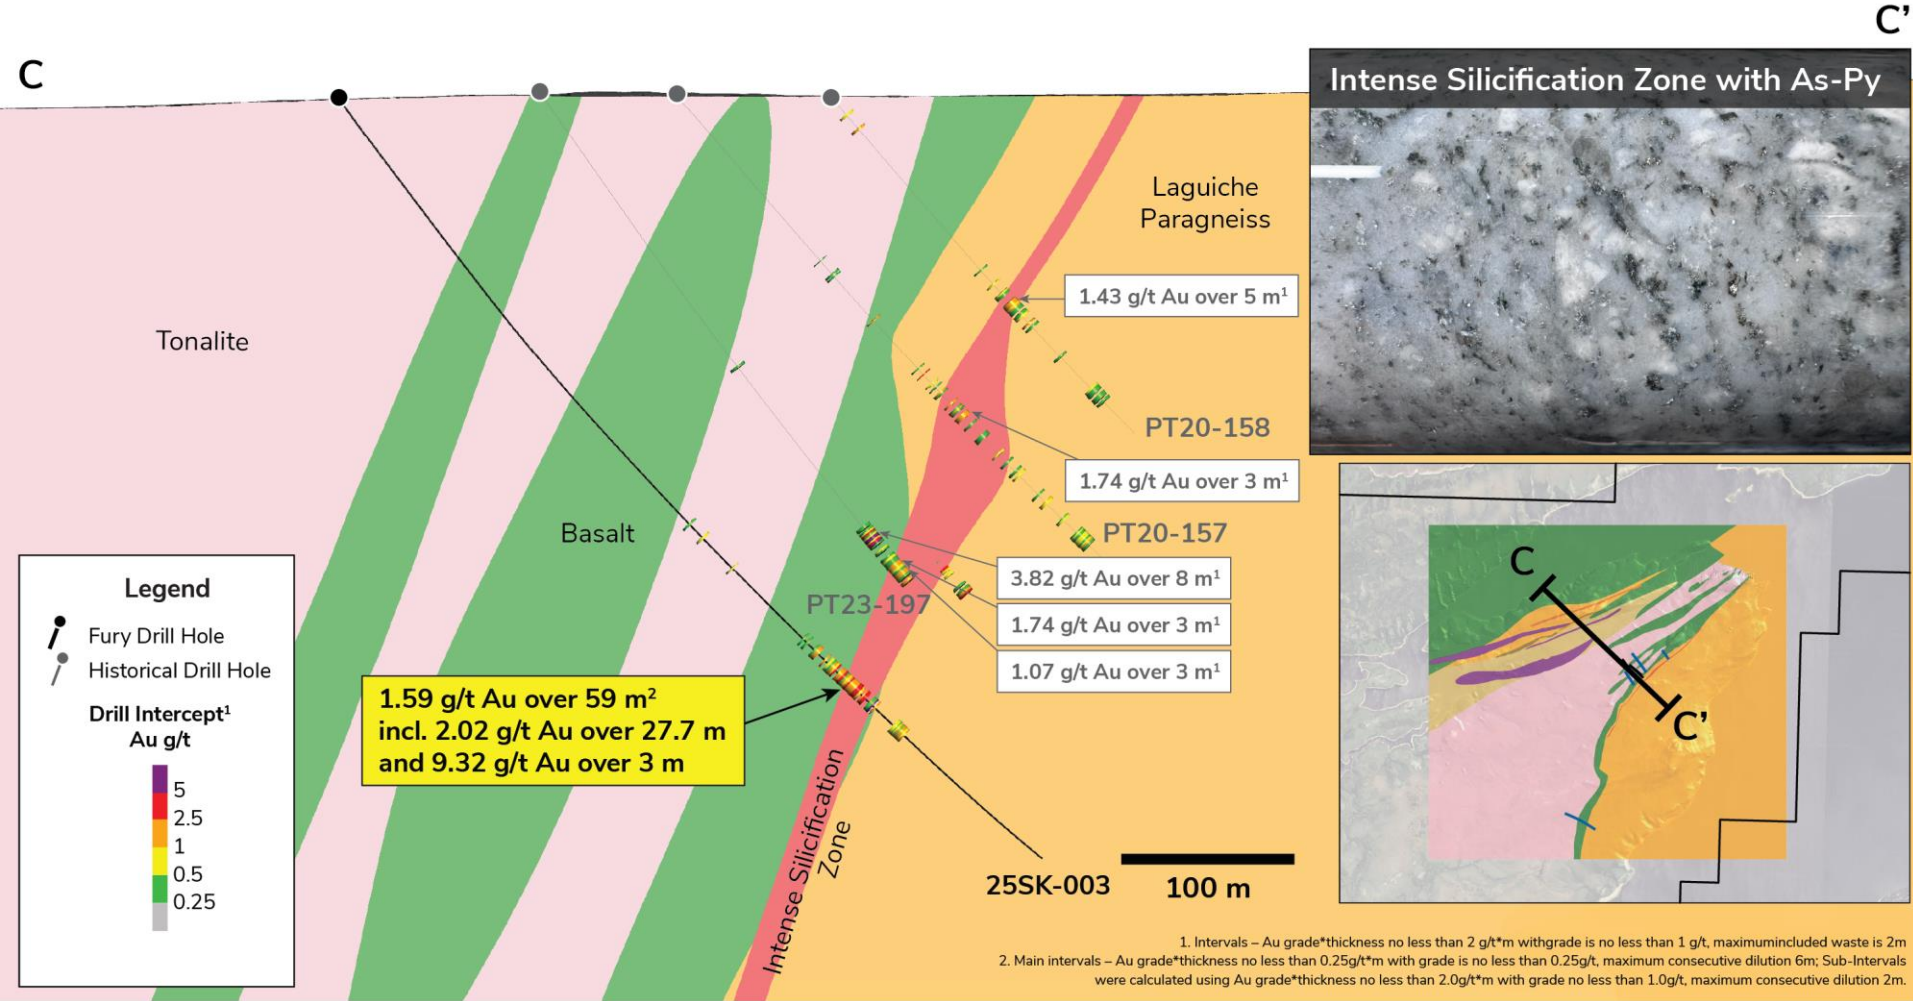 C
C’
Intense Silicification Zone with As-Py
Laguiche
Paragneiss
Tonalite
Basalt
1.43 g/t Au over 5 m¹
PT20-158
1.74 g/t Au over 3 m¹
PT20-157
3.82 g/t Au over 8 m¹
PT23-197
1.74 g/t Au over 3 m¹
1.07 g/t Au over 3 m¹
1.59 g/t Au over 59 m²
incl. 2.02 g/t Au over 27.7 m
and 9.32 g/t Au over 3 m
Intense Silicification
Zone
25SK-003
100 m
Legend
Fury Drill Hole
Historical Drill Hole
Drill Intercept¹
Au g/t
5
2.5
1
0.5
0.25
C
C’
1. Intervals – Au grade*thickness no less than 2 g/t*m withgrade is no less than 1 g/t, maximumincluded waste is 2m
2. Main intervals – Au grade*thickness no less than 0.25g/t*m with grade is no less than 0.25g/t, maximum consecutive dilution 6m; Sub-Intervals
were calculated using Au grade*thickness no less than 2.0g/t*m with grade no less than 1.0g/t, maximum consecutive dilution 2m.